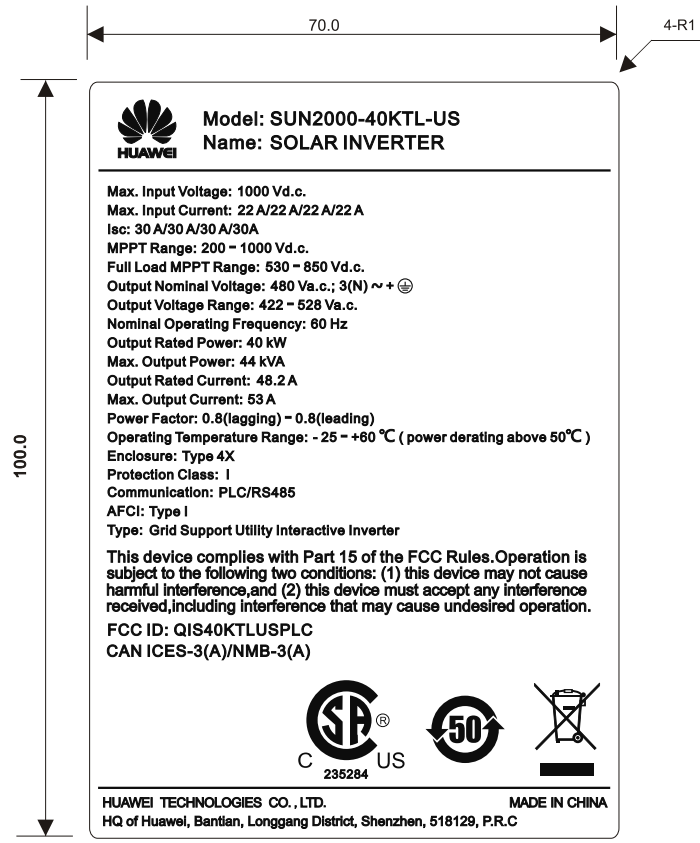 70.0
4-R1
100.0
HUAWEI
Model: SUN2000-40KTL-US
Name: SOLAR INVERTER
Max. Input Voltage: 1000 Vd.c.
Max. Input Current: 22 A/22 A/22 A/22 A
Isc: 30 A/30 A/30 A/30A
MPPT Range: 200 - 1000 Vd.c.
Full Load MPPT Range: 530 - 850 Vd.c.
Output Nominal Voltage: 480 Va.c.; 3(N) ~ + ⏚
Output Voltage Range: 422 - 528 Va.c.
Nominal Operating Frequency: 60 Hz
Output Rated Power: 40 kW
Max. Output Power: 44 kVA
Output Rated Current: 48.2 A
Max. Output Current: 53 A
Power Factor: 0.8(lagging) - 0.8(leading)
Operating Temperature Range: - 25 - +60 ℃ ( power derating above 50℃ )
Enclosure: Type 4X
Protection Class: I
Communication: PLC/RS485
AFCI: Type I
Type: Grid Support Utility Interactive Inverter
This device complies with Part 15 of the FCC Rules.Operation is
subject to the following two conditions: (1) this device may not cause
harmful interference,and (2) this device must accept any interference
received,including interference that may cause undesired operation.
FCC ID: QIS40KTLUSPLC
CAN ICES-3(A)/NMB-3(A)
SA ®
C US
235284
50
HUAWEI TECHNOLOGIES CO., LTD. MADE IN CHINA
HQ of Huawei, Bantian, Longgang District, Shenzhen, 518129, P.R.C